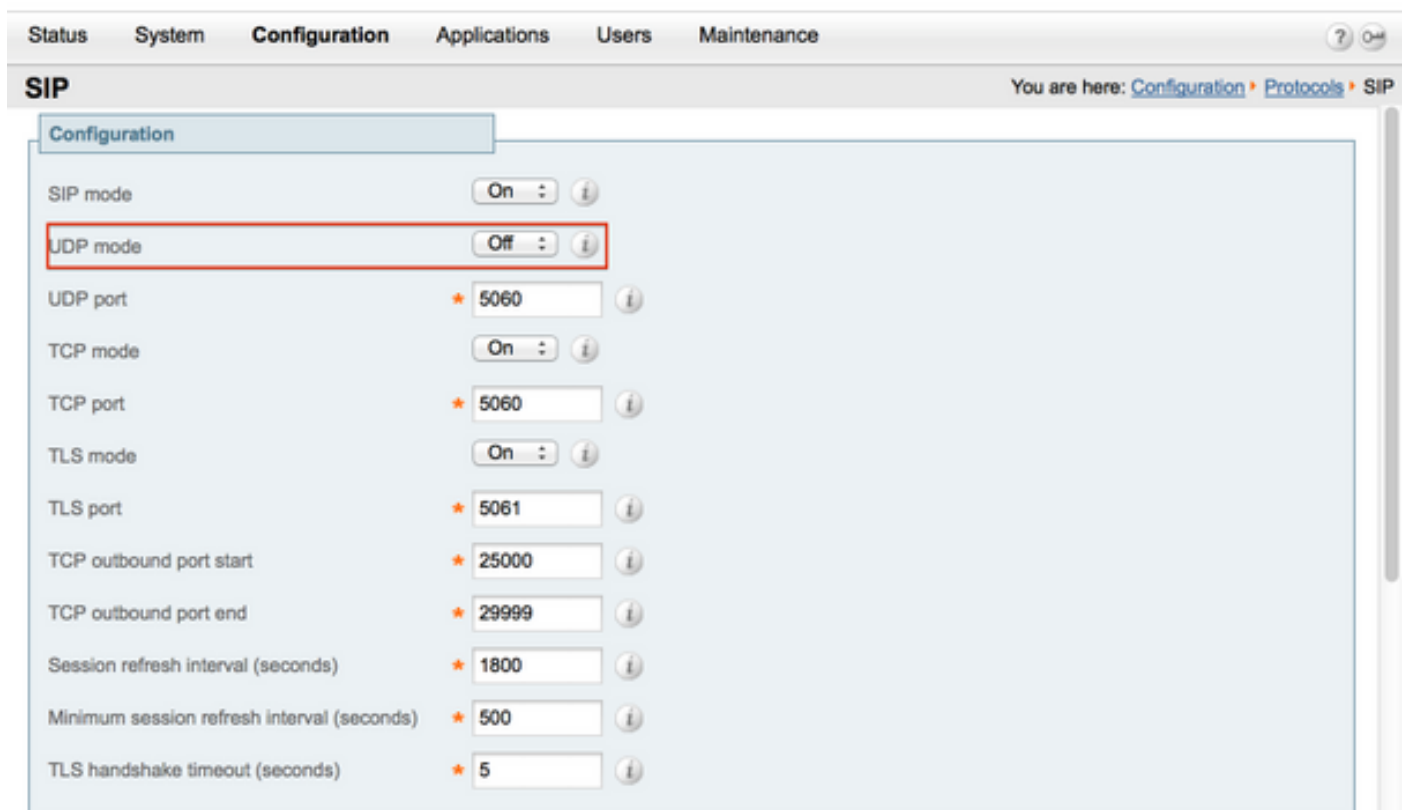 Status System Configuration Applications Users Maintenance ?
SIP You are here: Configuration Protocols SIP
Configuration
SIP mode On i
UDP mode Off i
UDP port * 5060 i
TCP mode On i
TCP port * 5060 i
TLS mode On i
TLS port * 5061 i
TCP outbound port start * 25000 i
TCP outbound port end * 29999 i
Session refresh interval (seconds) * 1800 i
Minimum session refresh interval (seconds) * 500 i
TLS handshake timeout (seconds) * 5 i